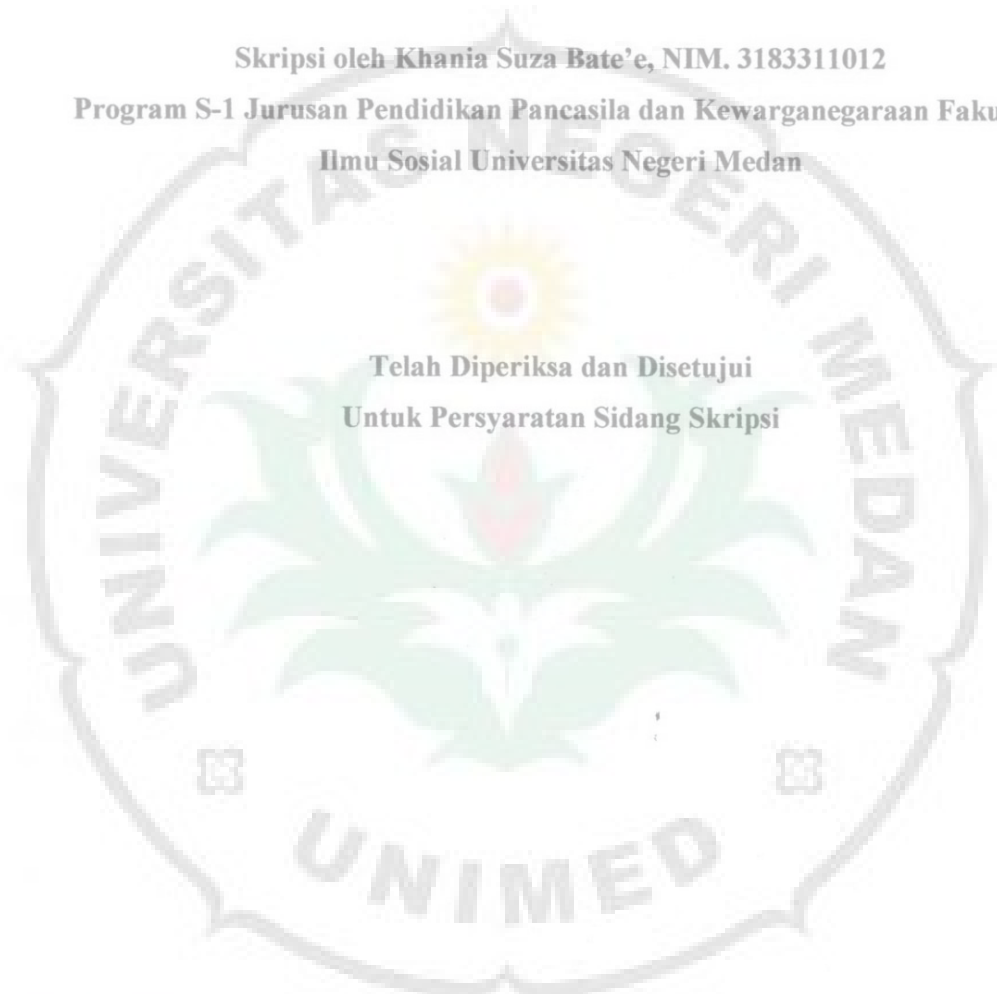 Skripsi oleh Khania Suza Bate’e, NIM. 3183311012
Program S-1 Jurusan Pendidikan Pancasila dan Kewarganegaraan Faku
Ilmu Sosial Universitas Negeri Medan
Telah Diperiksa dan Disetujui
Untuk Persyaratan Sidang Skripsi
UNIVERSITAS NEGERI MEDAN
UNIMED